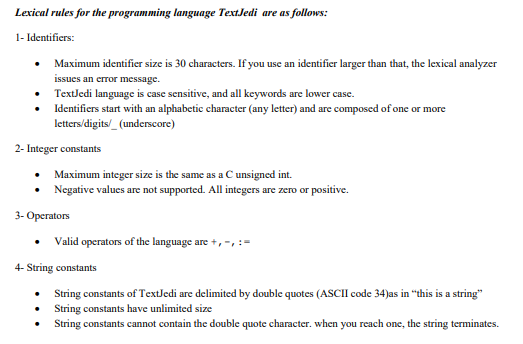 Lexical rules for the programming language TextJedi are as follows:
1- Identifiers:
• Maximum identifier size is 30 characters. If you use an identifier larger than that, the lexical analyzer
issues an error message.
• TextJedi language is case sensitive, and all keywords are lower case.
• Identifiers start with an alphabetic character (any letter) and are composed of one or more
letters/digits/_ (underscore)
2- Integer constants
• Maximum integer size is the same as a C unsigned int.
• Negative values are not supported. All integers are zero or positive.
3- Operators
• Valid operators of the language are +, -, :=
4- String constants
• String constants of TextJedi are delimited by double quotes (ASCII code 34)as in “this is a string”
• String constants have unlimited size
• String constants cannot contain the double quote character. when you reach one, the string terminates.